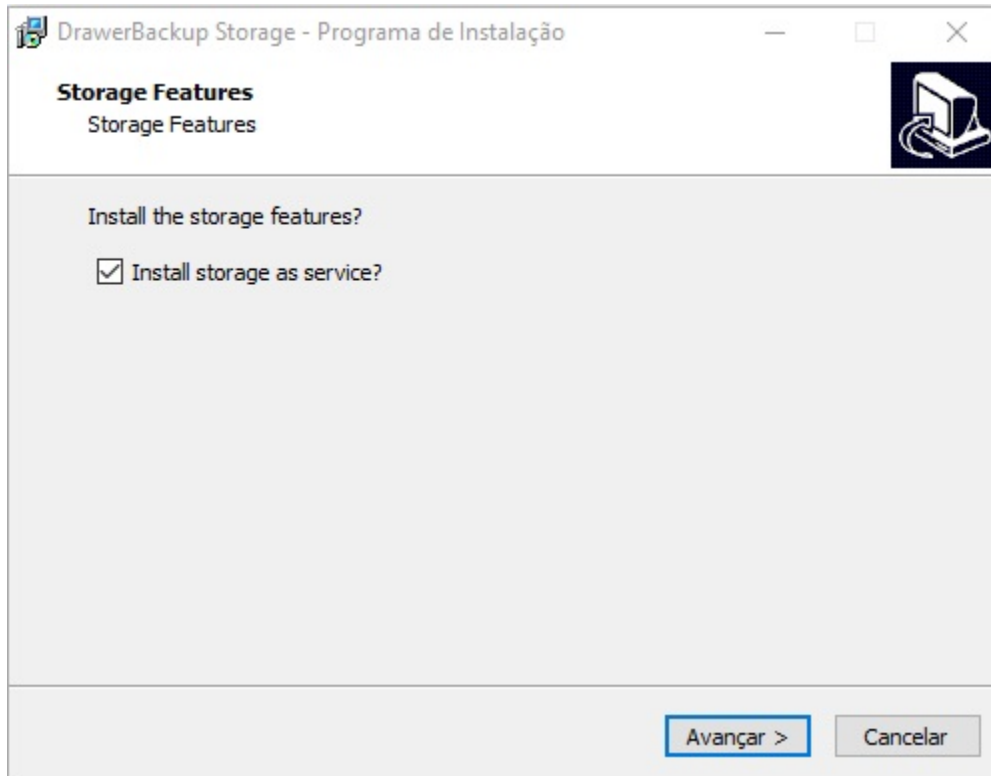 DrawerBackup Storage - Programa de Instalação
Storage Features
Storage Features
Install the storage features?
Install storage as service?
Avançar >
Cancelar